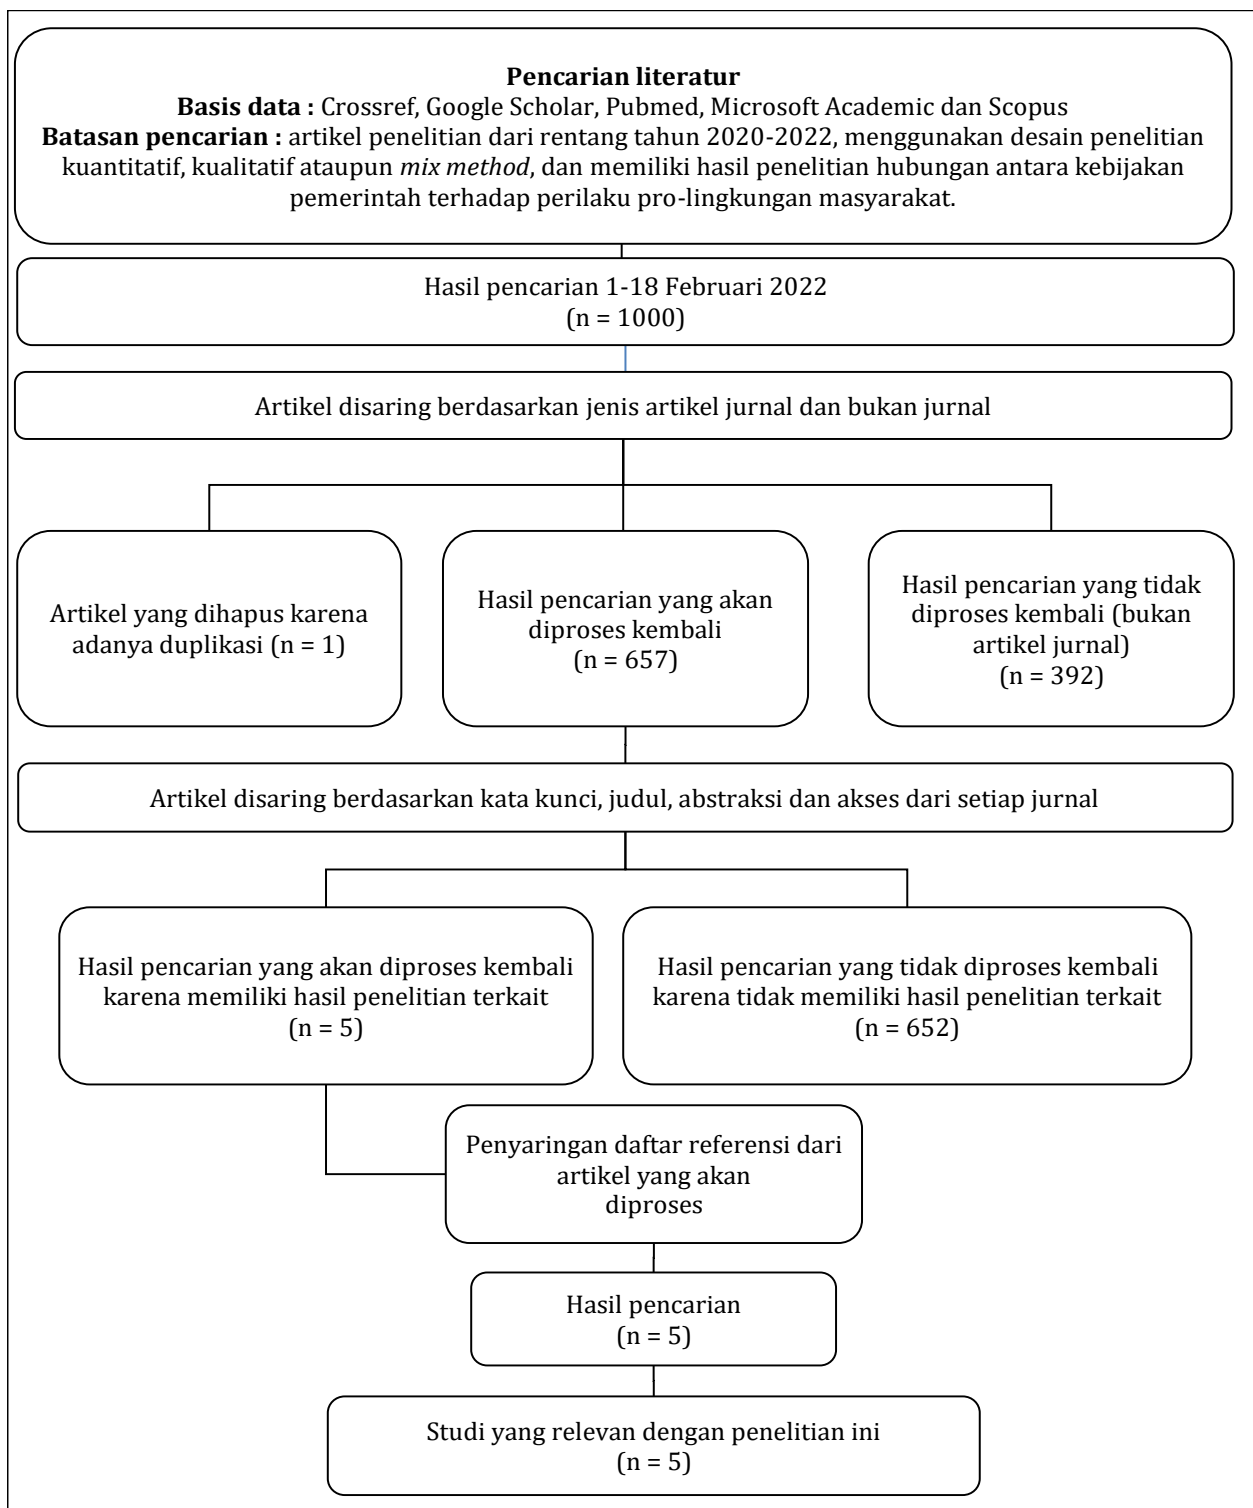 Pencarian literatur
Basis data : Crossref, Google Scholar, Pubmed, Microsoft Academic dan Scopus
Batasan pencarian : artikel penelitian dari rentang tahun 2020-2022, menggunakan desain penelitian
kuantitatif, kualitatif ataupun mix method, dan memiliki hasil penelitian hubungan antara kebijakan
pemerintah terhadap perilaku pro-lingkungan masyarakat.
Hasil pencarian 1-18 Februari 2022
(n = 1000)
Artikel disaring berdasarkan jenis artikel jurnal dan bukan jurnal
Artikel yang dihapus karena
adanya duplikasi (n = 1)
Hasil pencarian yang akan
diproses kembali
(n = 657)
Hasil pencarian yang tidak
diproses kembali (bukan
artikel jurnal)
(n = 392)
Artikel disaring berdasarkan kata kunci, judul, abstraksi dan akses dari setiap jurnal
Hasil pencarian yang akan diproses kembali
karena memiliki hasil penelitian terkait
(n = 5)
Hasil pencarian yang tidak diproses kembali
karena tidak memiliki hasil penelitian terkait
(n = 652)
Penyaringan daftar referensi dari
artikel yang akan
diproses
Hasil pencarian
(n = 5)
Studi yang relevan dengan penelitian ini
(n = 5)